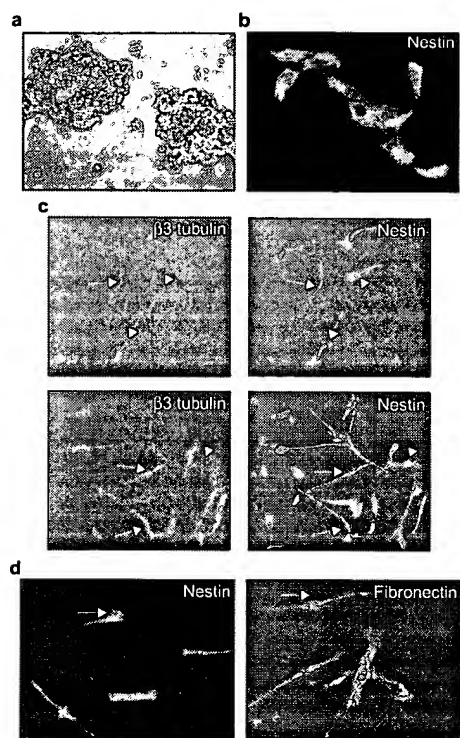 a
b
Nestin
c
β3 tubulin
Nestin
β3 tubulin
Nestin
d
Nestin
Fibronectin